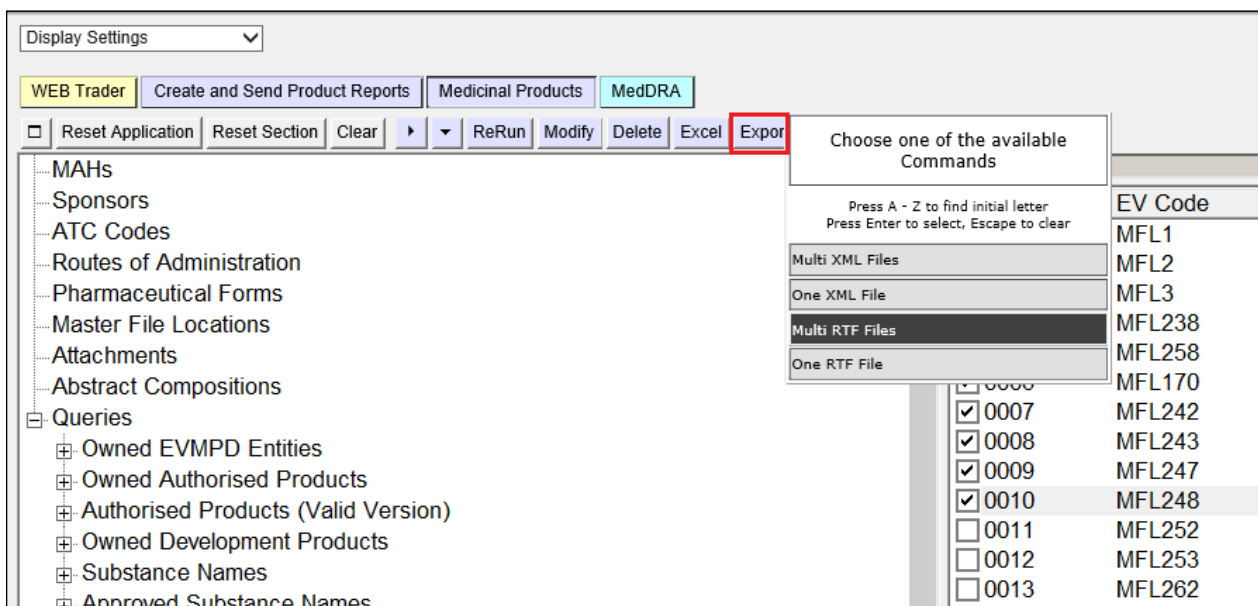 Display Settings
WEB Trader Create and Send Product Reports Medicinal Products MedDRA
Reset Application Reset Section Clear ReRun Modify Delete Excel Expor
Choose one of the available
Commands
Press A - Z to find initial letter
Press Enter to select, Escape to clear
Multi XML Files
One XML File
Multi RTF Files
One RTF File
MAHs
Sponsors
ATC Codes
Routes of Administration
Pharmaceutical Forms
Master File Locations
Attachments
Abstract Compositions
Queries
Owned EVMPD Entities
Owned Authorised Products
Authorised Products (Valid Version)
Owned Development Products
Substance Names
Approved Substance Names
EV Code
MFL1
MFL2
MFL3
MFL238
MFL258
0006 MFL170
0007 MFL242
0008 MFL243
0009 MFL247
0010 MFL248
0011 MFL252
0012 MFL253
0013 MFL262